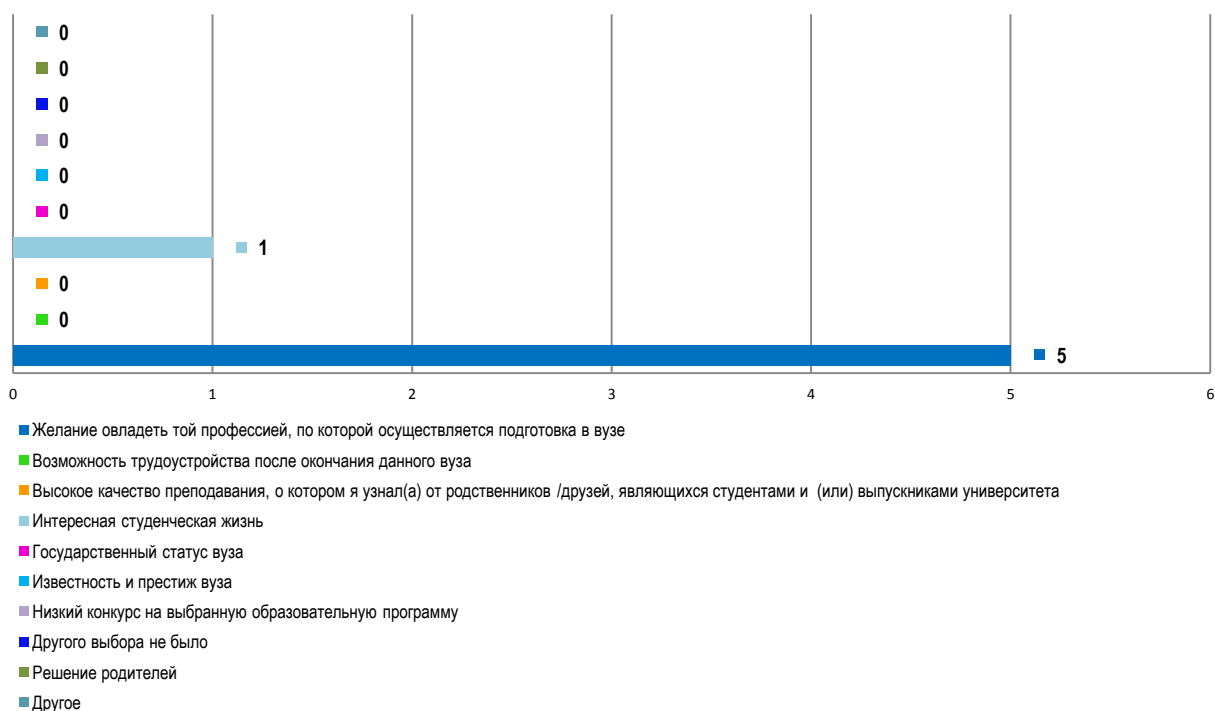 0
0
0
0
0
0
1
0
0
5
0 1 2 3 4 5 6
Желание овладеть той профессией, по которой осуществляется подготовка в вузе
Возможность трудоустройства после окончания данного вуза
Высокое качество преподавания, о котором я узнал(а) от родственников /друзей, являющихся студентами и (или) выпускниками университета
Интересная студенческая жизнь
Государственный статус вуза
Известность и престиж вуза
Низкий конкурс на выбранную образовательную программу
Другого выбора не было
Решение родителей
Другое